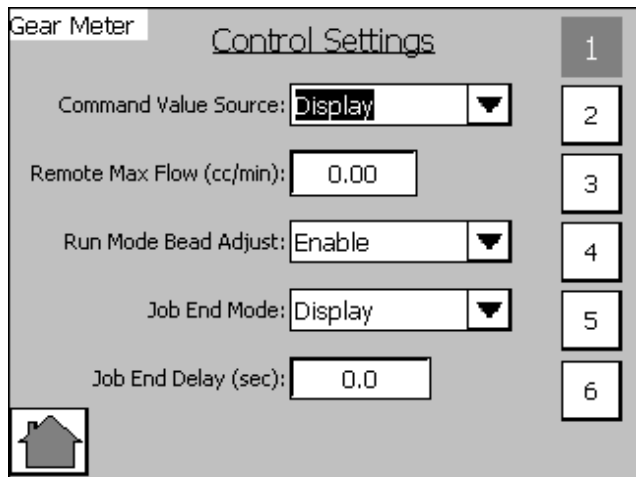 Gear Meter
Control Settings
1
Command Value Source: Display
2
Remote Max Flow (cc/min): 0.00
3
Run Mode Bead Adjust: Enable
4
Job End Mode: Display
5
Job End Delay (sec): 0.0
6